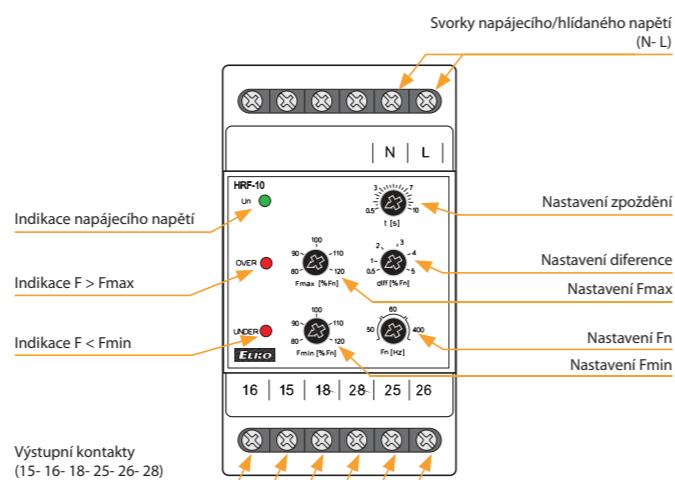 Svorky napájecího/hlídaného napětí
(N- L)
N L
HRF-10
Un
3 7
0.5 10
t [s]
Nastavení zpoždění
Indikace napájecího napětí
OVER
100
90 110
80 120
Fmax [%Fn]
2 3
1 4
0.5 5
diff [%Fn]
Nastavení diference
Indikace F > Fmax
Nastavení Fmax
UNDER
100
90 110
80 120
Fmin [%Fn]
60
50 400
Fn [Hz]
Nastavení Fn
Indikace F < Fmin
ELKO
Nastavení Fmin
16 15 18 28 25 26
Výstupní kontakty
(15- 16- 18- 25- 26- 28)